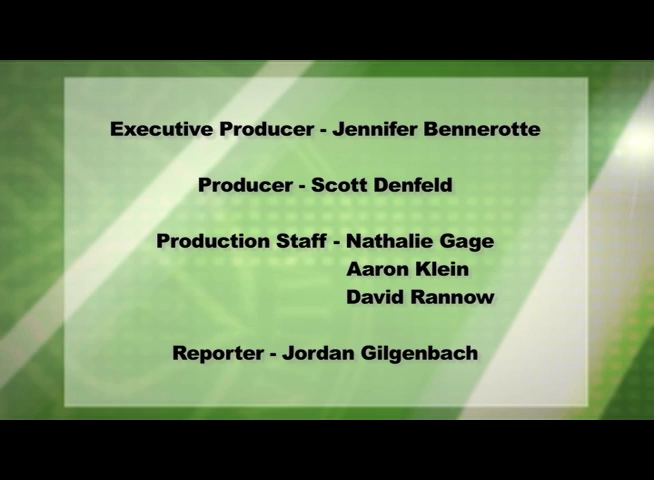 Executive Producer - Jennifer Bennerotte
Producer - Scott Denfeld
Production Staff - Nathalie Gage
Aaron Klein
David Rannow
Reporter - Jordan Gilgenbach